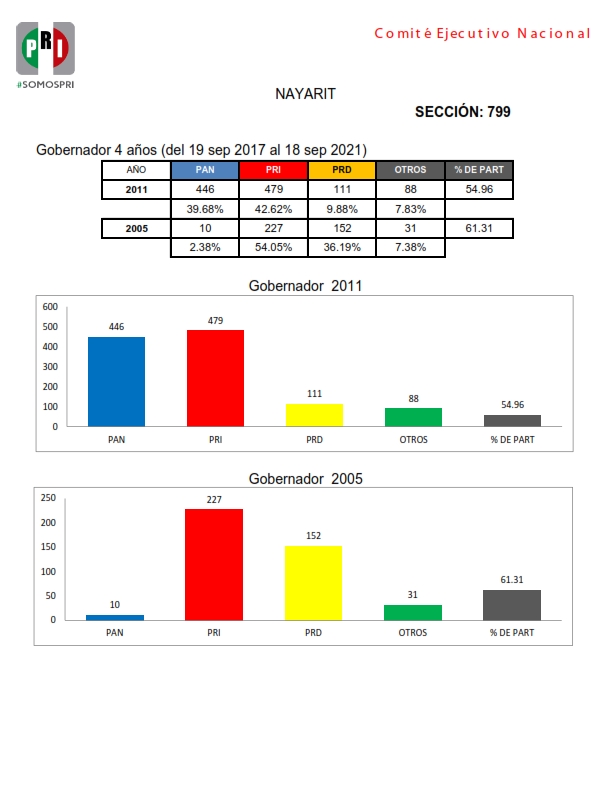 Comité Ejecutivo Nacional
PRI
#SOMOSPRI
NAYARIT
SECCIÓN: 799
Gobernador 4 años (del 19 sep 2017 al 18 sep 2021)
AÑO PAN PRI PRD OTROS % DE PART
2011 446 479 111 88 54.96
39.68% 42.62% 9.88% 7.83%
2005 10 227 152 31 61.31
2.38% 54.05% 36.19% 7.38%
Gobernador 2011
600
500
400
300
200
100
0
446
479
111
88
54.96
PAN PRI PRD OTROS % DE PART
Gobernador 2005
250
200
150
100
50
0
10
227
152
31
61.31
PAN PRI PRD OTROS % DE PART